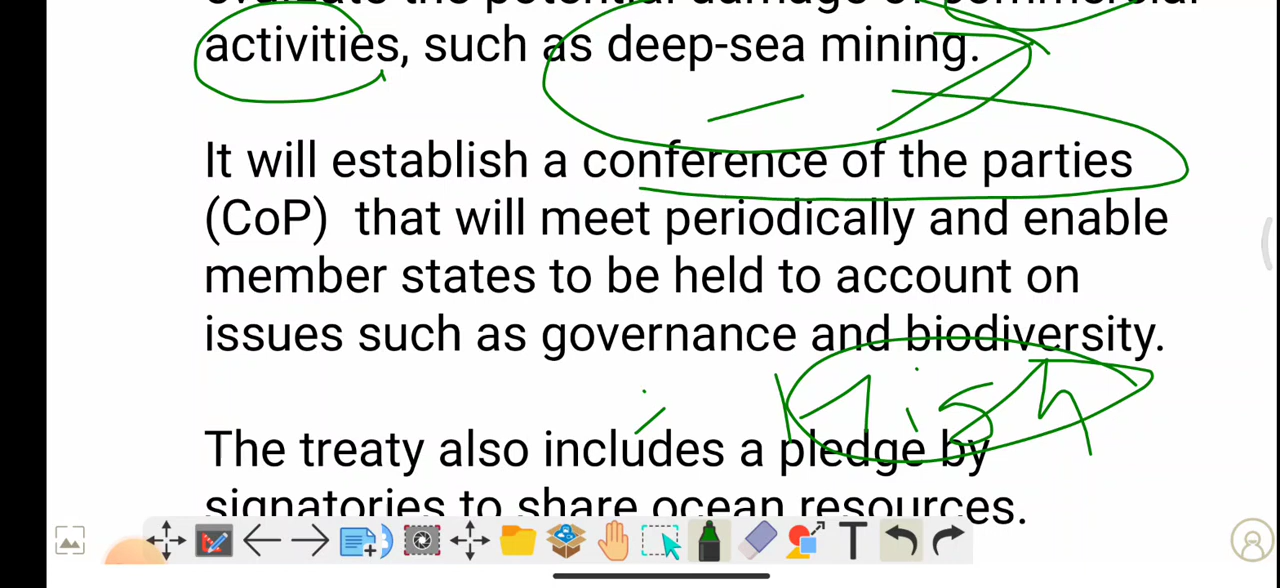 activities, such as deep-sea mining.
It will establish a conference of the parties
(CoP) that will meet periodically and enable
member states to be held to account on
issues such as governance and biodiversity.
The treaty also includes a pledge by
signatories to share ocean resources.